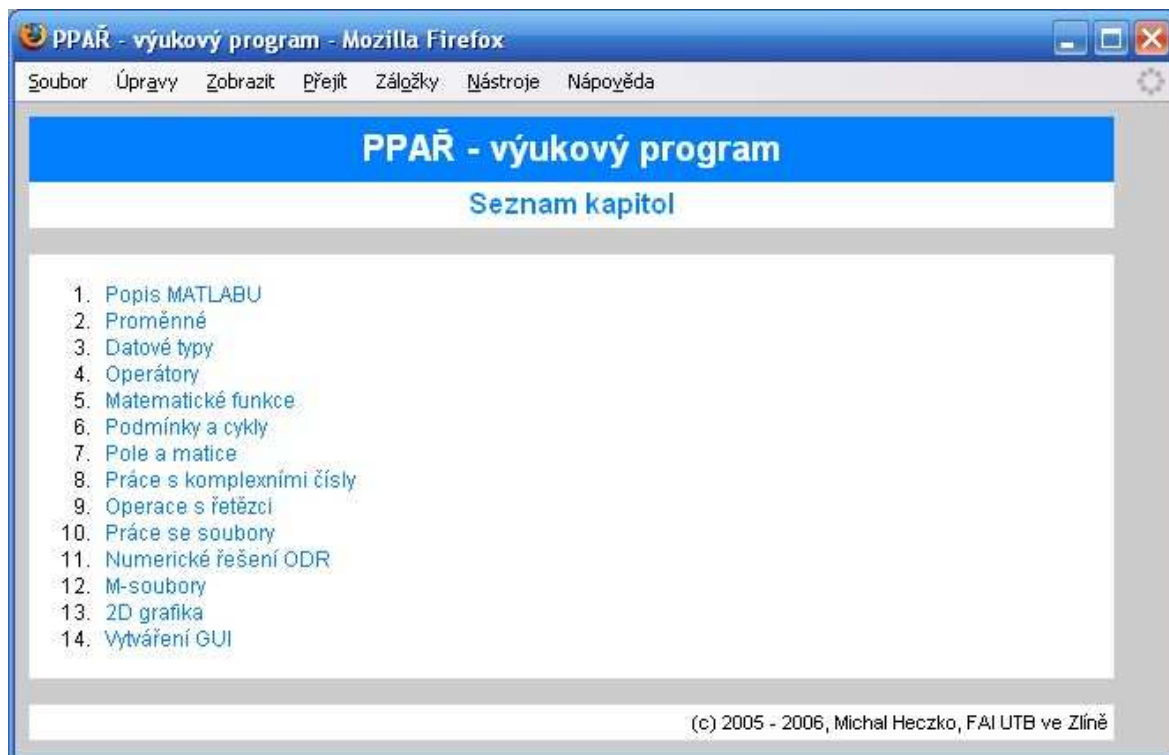 PPAŘ - výukový program - Mozilla Firefox
Soubor Úpravy Zobrazit Přejít Záložky Nástroje Nápověda
PPAŘ - výukový program
Seznam kapitol
1. Popis MATLABU
2. Proměnné
3. Datové typy
4. Operátory
5. Matematické funkce
6. Podmínky a cykly
7. Pole a matice
8. Práce s komplexními čísly
9. Operace s řetězci
10. Práce se soubory
11. Numerické řešení ODR
12. M-soubory
13. 2D grafika
14. Vytváření GUI
(c) 2005 - 2006, Michal Heczko, FAI UTB ve Zlíně